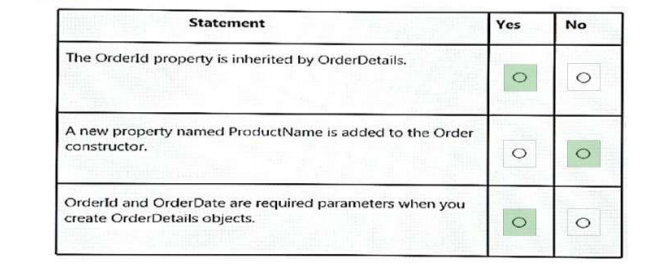 Statement Yes No
The OrderId property is inherited by OrderDetails.
A new property named ProductName is added to the Order
constructor.
OrderId and OrderDate are required parameters when you
create OrderDetails objects.